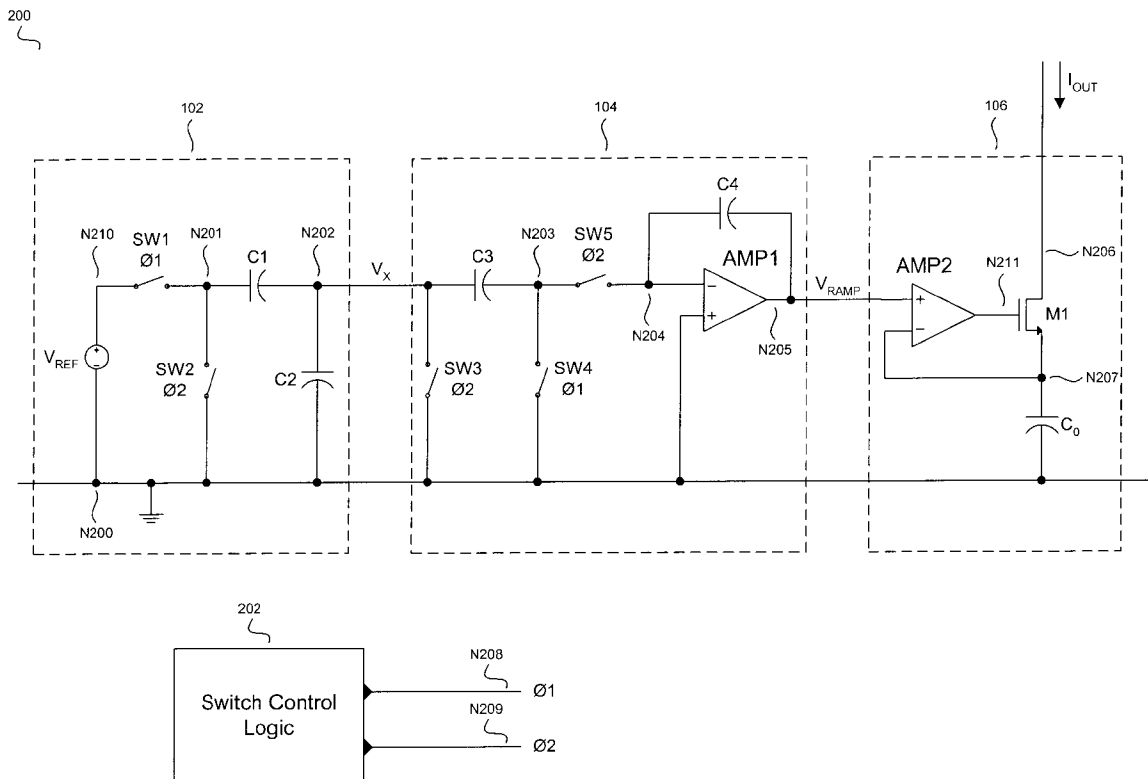 200
102
104
106
I_OUT
N210
SW1
Ø1
N201
C1
N202
V_X
C3
N203
SW5
Ø2
C4
AMP1
N204
N205
V_RAMP
AMP2
N211
N206
M1
V_REF
SW2
Ø2
C2
SW3
Ø2
SW4
Ø1
N207
C_0
N200
202
Switch Control
Logic
N208
Ø1
N209
Ø2